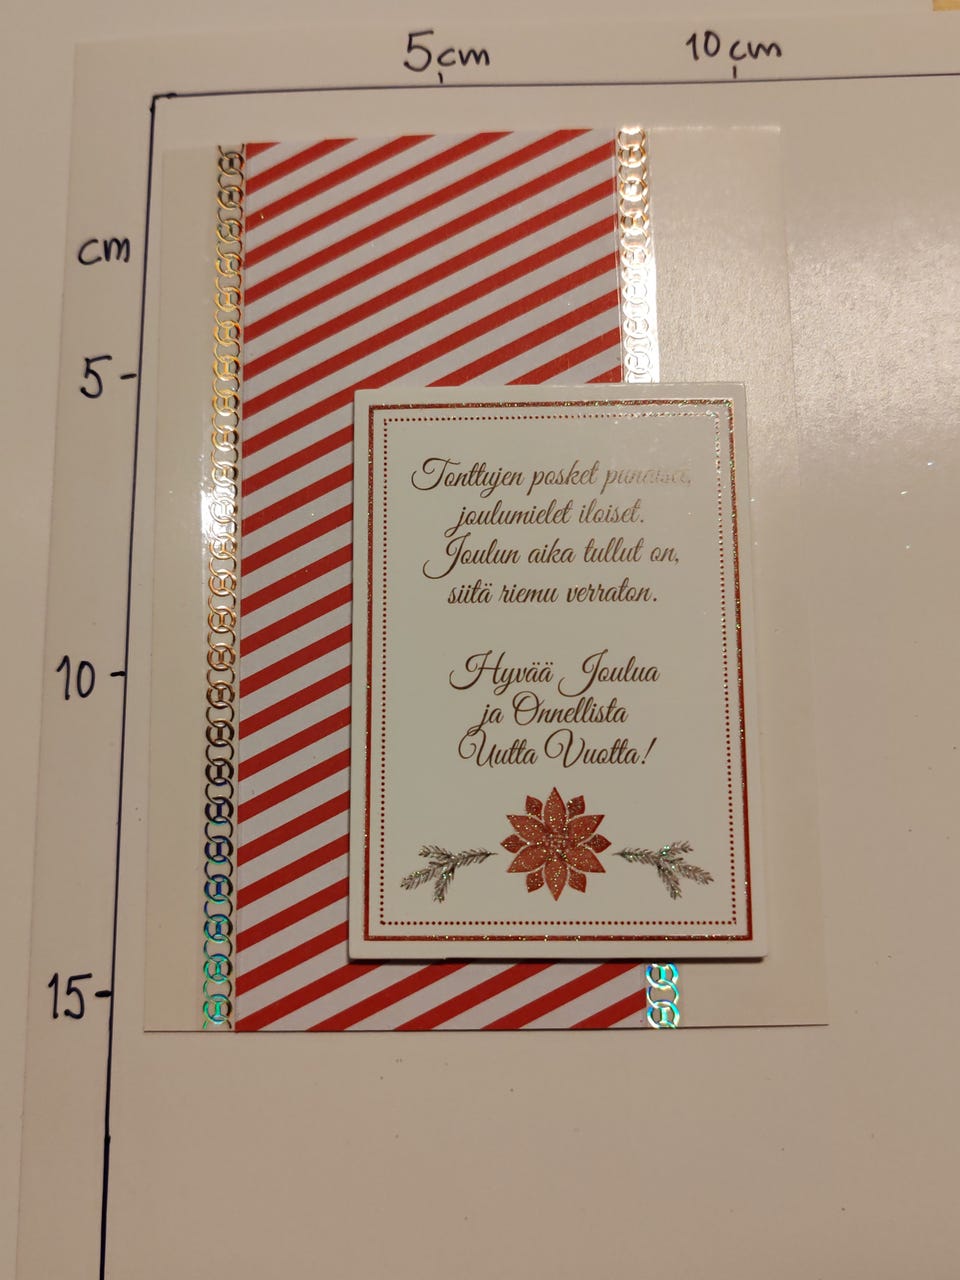 5cm
10cm
cm
5
10
15
Tonttujen posket punaiset,
joulumielet iloiset.
Joulun aika tullut on,
siitä riemu verraton.
Hyvää Joulua
ja Onnellista
Uutta Vuotta!